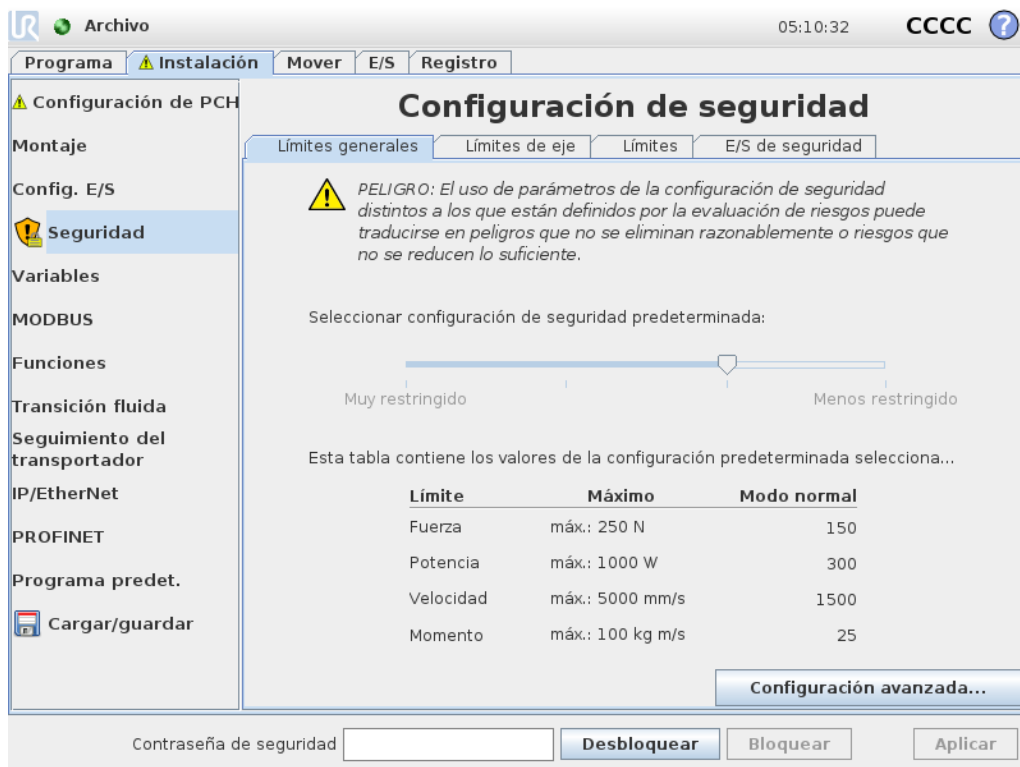 UR Archivo 05:10:32 CCCC ?
Programa Instalación Mover E/S Registro
Configuración de PCH
Montaje
Config. E/S
Seguridad
Variables
MODBUS
Funciones
Transición fluida
Seguimiento del
transportador
IP/EtherNet
PROFINET
Programa predet.
Cargar/guardar
Configuración de seguridad
Límites generales Límites de eje Límites E/S de seguridad
PELIGRO: El uso de parámetros de la configuración de seguridad
distintos a los que están definidos por la evaluación de riesgos puede
traducirse en peligros que no se eliminan razonablemente o riesgos que
no se reducen lo suficiente.
Seleccionar configuración de seguridad predeterminada:
Muy restringido Menos restringido
Esta tabla contiene los valores de la configuración predeterminada selecciona...
Límite Máximo Modo normal
Fuerza máx.: 250 N 150
Potencia máx.: 1000 W 300
Velocidad máx.: 5000 mm/s 1500
Momento máx.: 100 kg m/s 25
Configuración avanzada...
Contraseña de seguridad Desbloquear Bloquear Aplicar